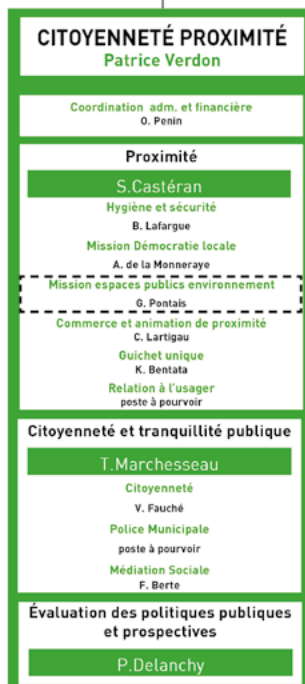 CITOYENNETÉ PROXIMITÉ
Patrice Verdon
Coordination adm. et financière
O. Penin
Proximité
S.Castéran
Hygiène et sécurité
B. Lafargue
Mission Démocratie locale
A. de la Monneraye
Mission espaces publics environnement
G. Pontais
Commerce et animation de proximité
C. Lartigau
Guichet unique
K. Bentata
Relation à l'usager
poste à pourvoir
Citoyenneté et tranquillité publique
T.Marchesseau
Citoyenneté
V. Fauché
Police Municipale
poste à pourvoir
Médiation Sociale
F. Berte
Évaluation des politiques publiques
et prospectives
P.Delanchy